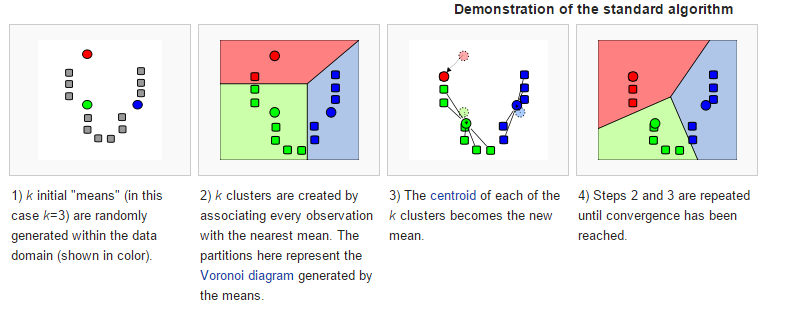 Demonstration of the standard algorithm
1) k initial "means" (in this
case k=3) are randomly
generated within the data
domain (shown in color).
2) k clusters are created by
associating every observation
with the nearest mean. The
partitions here represent the
Voronoi diagram generated by
the means.
3) The centroid of each of the
k clusters becomes the new
mean.
4) Steps 2 and 3 are repeated
until convergence has been
reached.